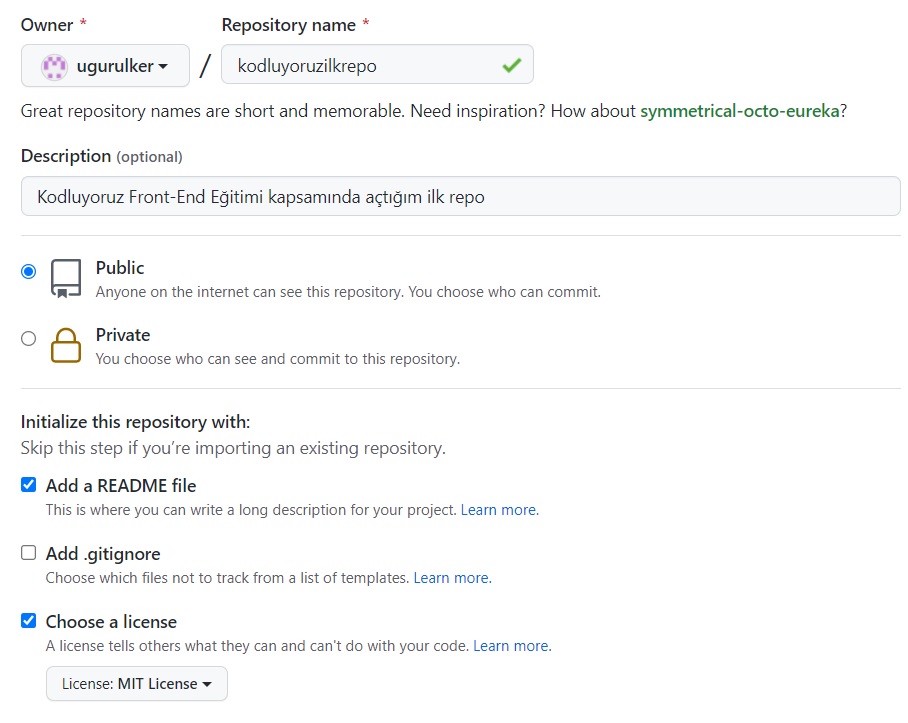 Owner * Repository name *
ugurulker / kodluyoruzilkrepo
Great repository names are short and memorable. Need inspiration? How about symmetrical-octo-eureka?
Description (optional)
Kodluyoruz Front-End Eğitimi kapsamında açtığım ilk repo
Public
Anyone on the internet can see this repository. You choose who can commit.
Private
You choose who can see and commit to this repository.
Initialize this repository with:
Skip this step if you’re importing an existing repository.
Add a README file
This is where you can write a long description for your project. Learn more.
Add .gitignore
Choose which files not to track from a list of templates. Learn more.
Choose a license
A license tells others what they can and can't do with your code. Learn more.
License: MIT License